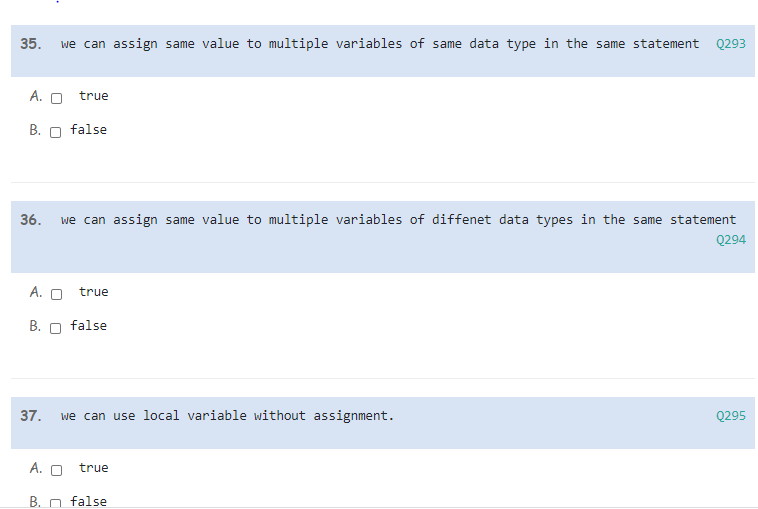 35. we can assign same value to multiple variables of same data type in the same statement Q293
A. true
B. false
36. we can assign same value to multiple variables of diffenet data types in the same statement
Q294
A. true
B. false
37. we can use local variable without assignment. Q295
A. true
B. false